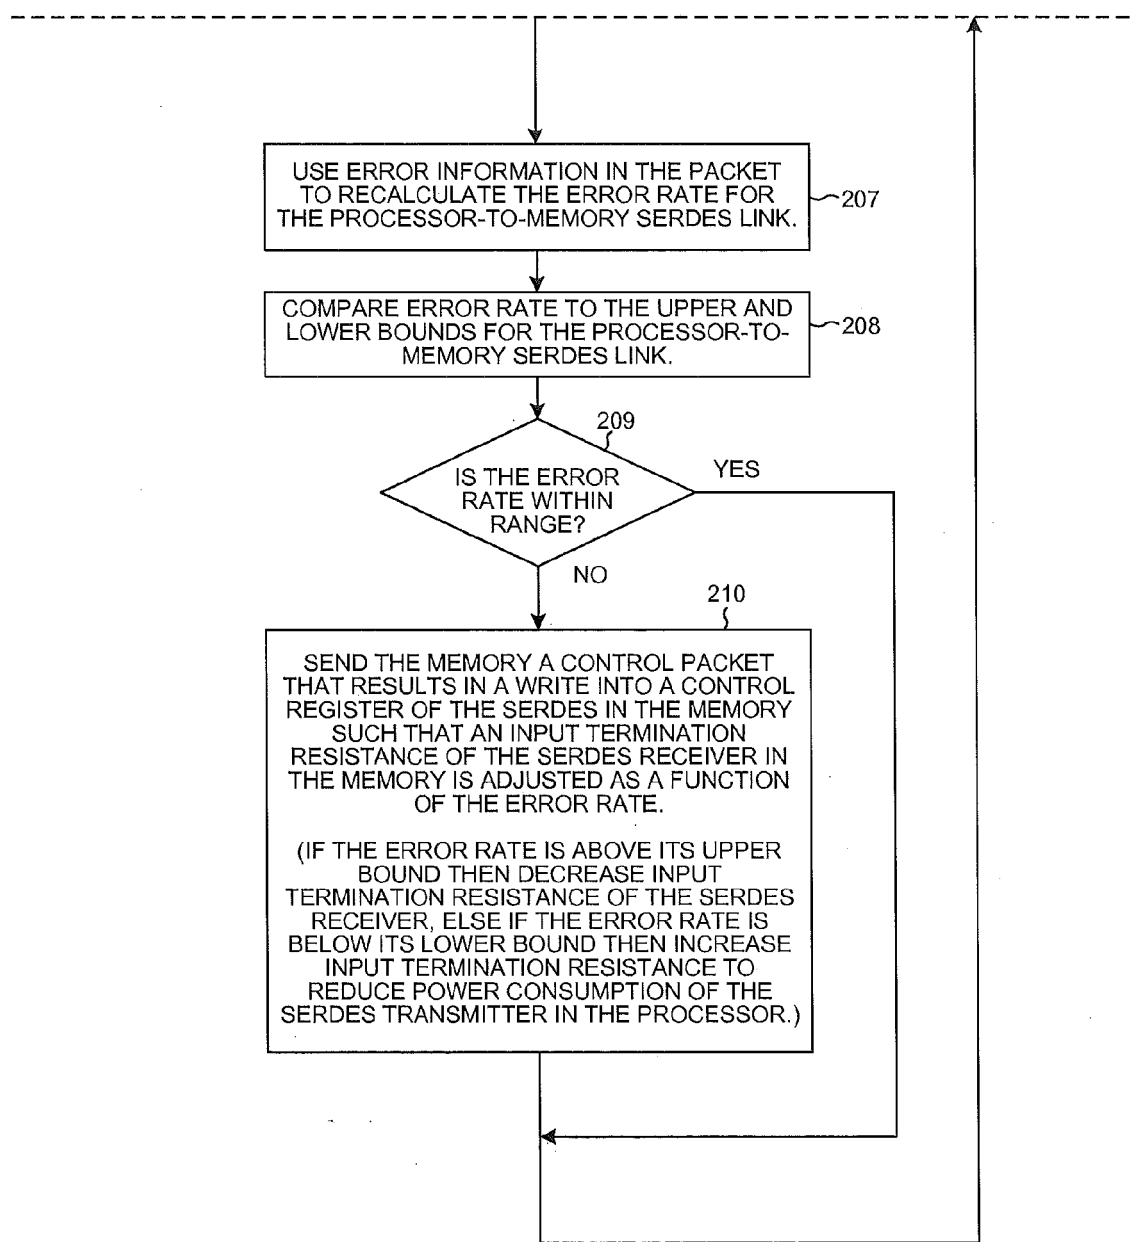 USE ERROR INFORMATION IN THE PACKET
TO RECALCULATE THE ERROR RATE FOR
THE PROCESSOR-TO-MEMORY SERDES LINK.
207
COMPARE ERROR RATE TO THE UPPER AND
LOWER BOUNDS FOR THE PROCESSOR-TO-
MEMORY SERDES LINK.
208
209
IS THE ERROR
RATE WITHIN
RANGE?
YES
NO
210
SEND THE MEMORY A CONTROL PACKET
THAT RESULTS IN A WRITE INTO A CONTROL
REGISTER OF THE SERDES IN THE MEMORY
SUCH THAT AN INPUT TERMINATION
RESISTANCE OF THE SERDES RECEIVER IN
THE MEMORY IS ADJUSTED AS A FUNCTION
OF THE ERROR RATE.
(IF THE ERROR RATE IS ABOVE ITS UPPER
BOUND THEN DECREASE INPUT
TERMINATION RESISTANCE OF THE SERDES
RECEIVER, ELSE IF THE ERROR RATE IS
BELOW ITS LOWER BOUND THEN INCREASE
INPUT TERMINATION RESISTANCE TO
REDUCE POWER CONSUMPTION OF THE
SERDES TRANSMITTER IN THE PROCESSOR.)